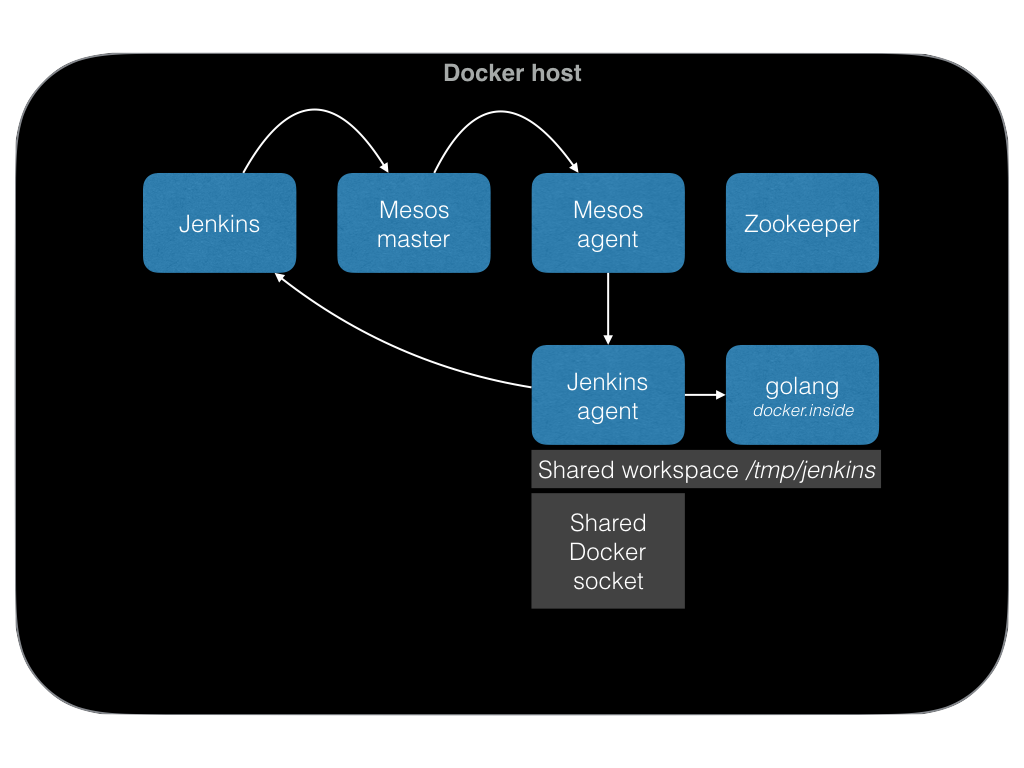 Docker host
Jenkins
Mesos
master
Mesos
agent
Zookeeper
Jenkins
agent
golang
docker.inside
Shared workspace /tmp/jenkins
Shared
Docker
socket